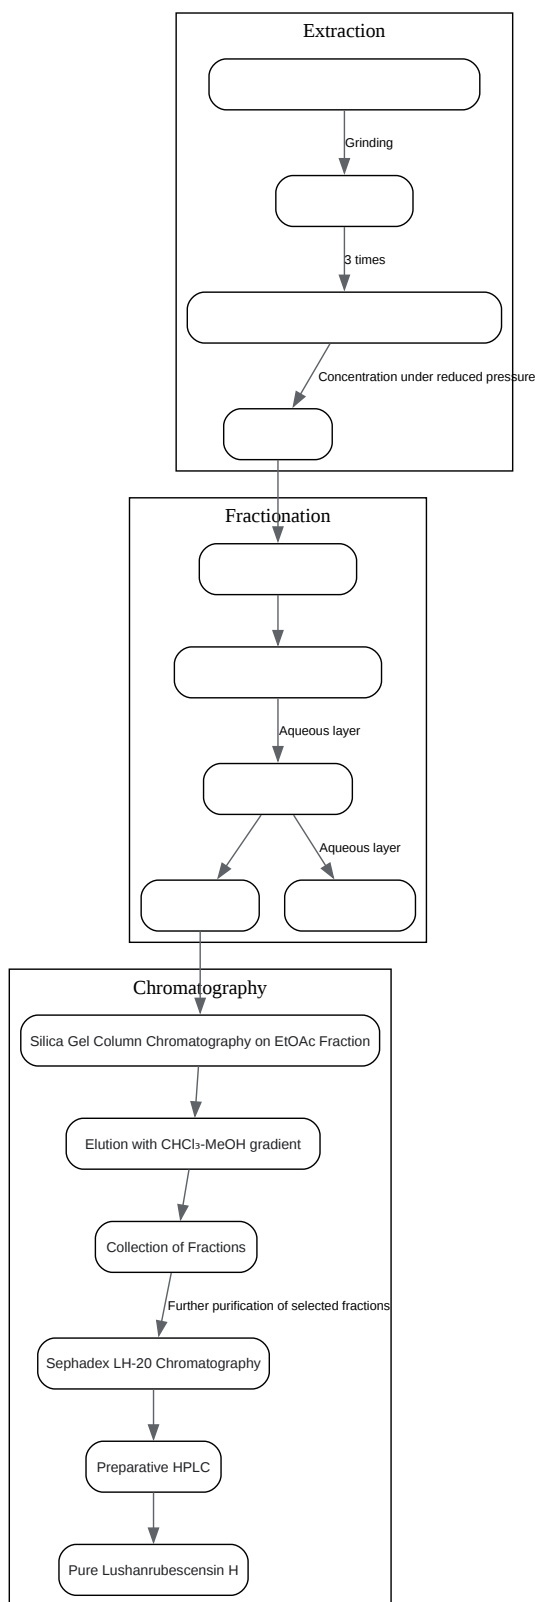 Extraction
Grinding
3 times
Concentration under reduced pressure
Fractionation
Aqueous layer
Aqueous layer
Chromatography
Silica Gel Column Chromatography on EtOAc Fraction
Elution with CHCl₃-MeOH gradient
Collection of Fractions
Further purification of selected fractions
Sephadex LH-20 Chromatography
Preparative HPLC
Pure Lushanrubescensin H